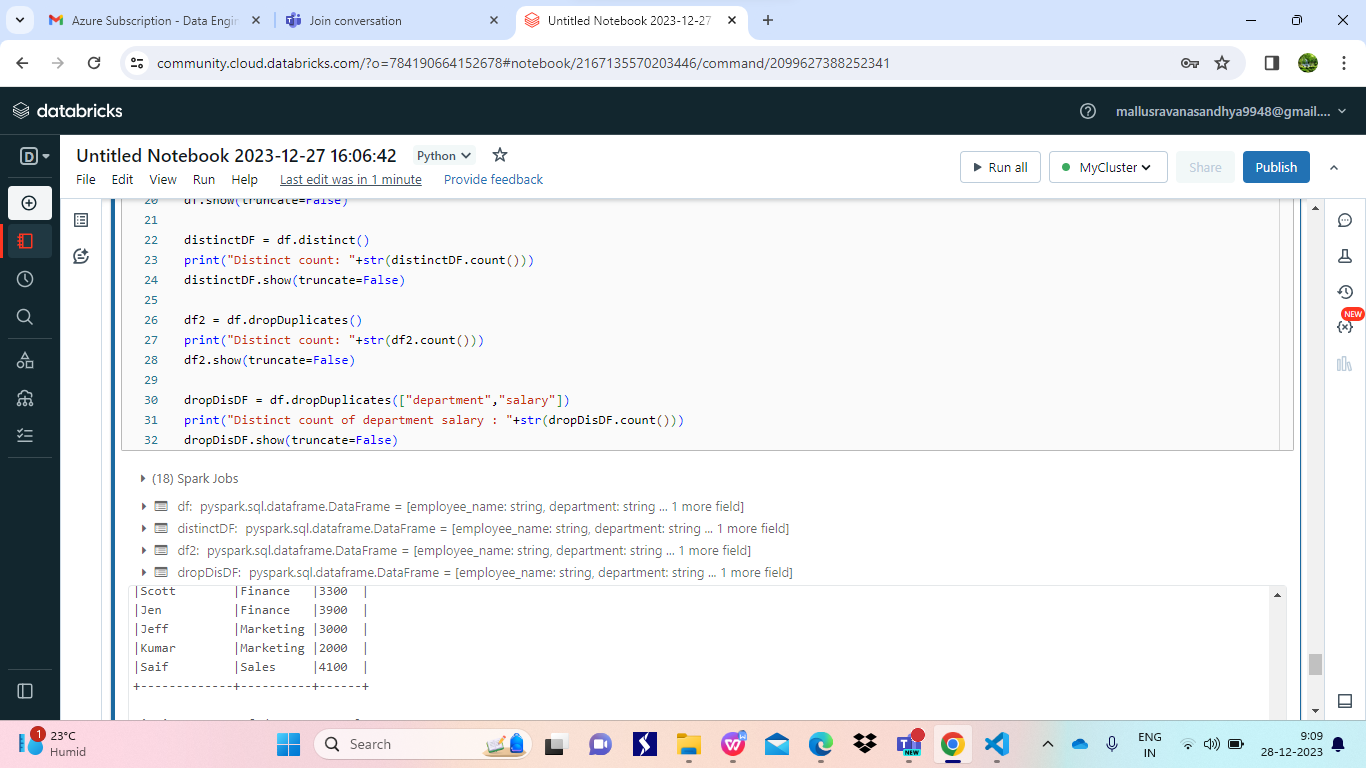 Azure Subscription - Data Engin
Join conversation
Untitled Notebook 2023-12-27
community.cloud.databricks.com/?o=784190664152678#notebook/2167135570203446/command/2099627388252341
databricks
mallusravanasandhya9948@gmail....
D
Untitled Notebook 2023-12-27 16:06:42
Python
Run all
MyCluster
Share
Publish
File Edit View Run Help Last edit was in 1 minute Provide feedback
20 df.show(truncate=False)
21
22 distinctDF = df.distinct()
23 print("Distinct count: "+str(distinctDF.count()))
24 distinctDF.show(truncate=False)
25
26 df2 = df.dropDuplicates()
27 print("Distinct count: "+str(df2.count()))
28 df2.show(truncate=False)
29
30 dropDisDF = df.dropDuplicates(["department","salary"])
31 print("Distinct count of department salary : "+str(dropDisDF.count()))
32 dropDisDF.show(truncate=False)
NEW
(18) Spark Jobs
df: pyspark.sql.dataframe.DataFrame = [employee_name: string, department: string ... 1 more field]
distinctDF: pyspark.sql.dataframe.DataFrame = [employee_name: string, department: string ... 1 more field]
df2: pyspark.sql.dataframe.DataFrame = [employee_name: string, department: string ... 1 more field]
dropDisDF: pyspark.sql.dataframe.DataFrame = [employee_name: string, department: string ... 1 more field]
|Scott        |Finance   |3300  |
|Jen          |Finance   |3900  |
|Jeff         |Marketing |3000  |
|Kumar        |Marketing |2000  |
|Saif         |Sales     |4100  |
+-------------+----------+------+
1
23°C
Humid
Search
NEW
ENG
IN
9:09
28-12-2023